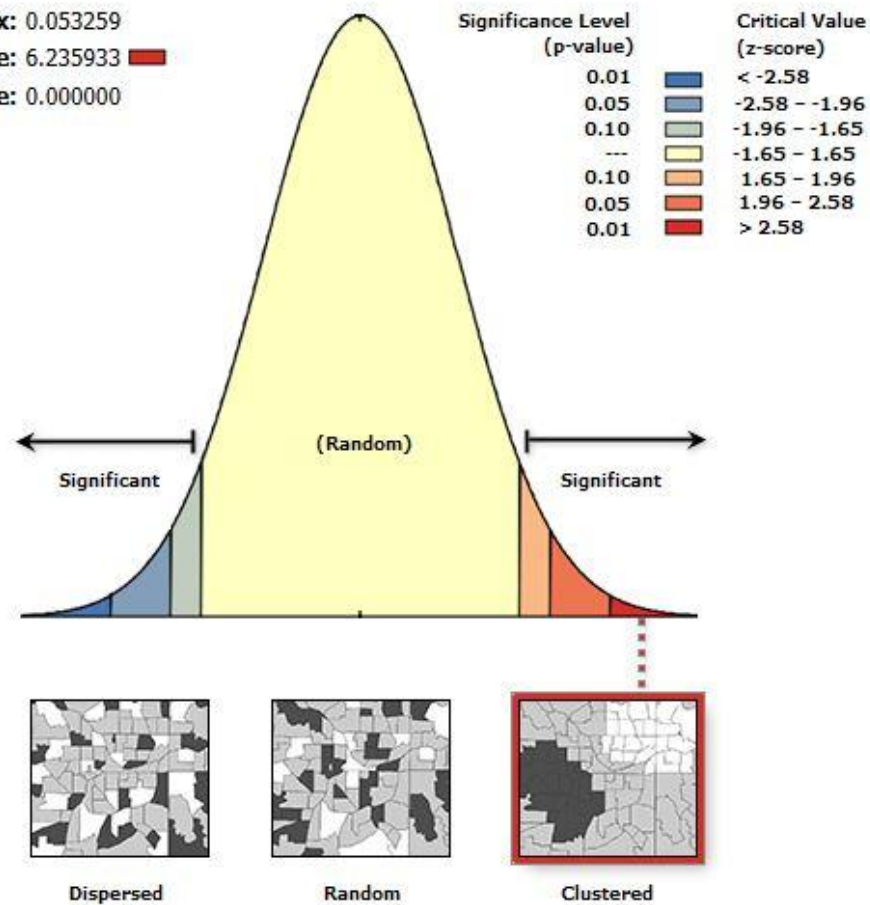 x: 0.053259
e: 6.235933
e: 0.000000
Significance Level
(p-value)
Critical Value
(z-score)
0.01 < -2.58
0.05 -2.58 – -1.96
0.10 -1.96 – -1.65
--- -1.65 – 1.65
0.10 1.65 – 1.96
0.05 1.96 – 2.58
0.01 > 2.58
(Random)
Significant
Significant
Dispersed
Random
Clustered